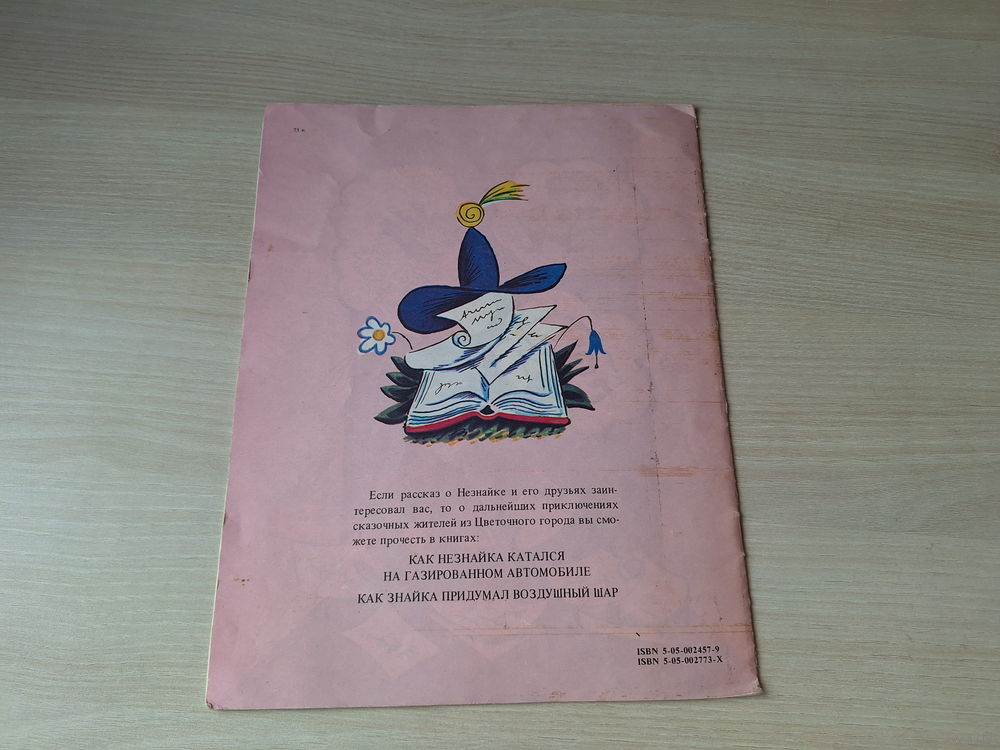 Если рассказ о Незнайке и его друзьях заин-
тересовал вас, то о дальнейших приключениях
сказочных жителей из Цветочного города вы смо-
жете прочесть в книгах:
КАК НЕЗНАЙКА КАТАЛСЯ
НА ГАЗИРОВАННОМ АВТОМОБИЛЕ
КАК ЗНАЙКА ПРИДУМАЛ ВОЗДУШНЫЙ ШАР
ISBN 5-05-002457-9
ISBN 5-05-002773-X